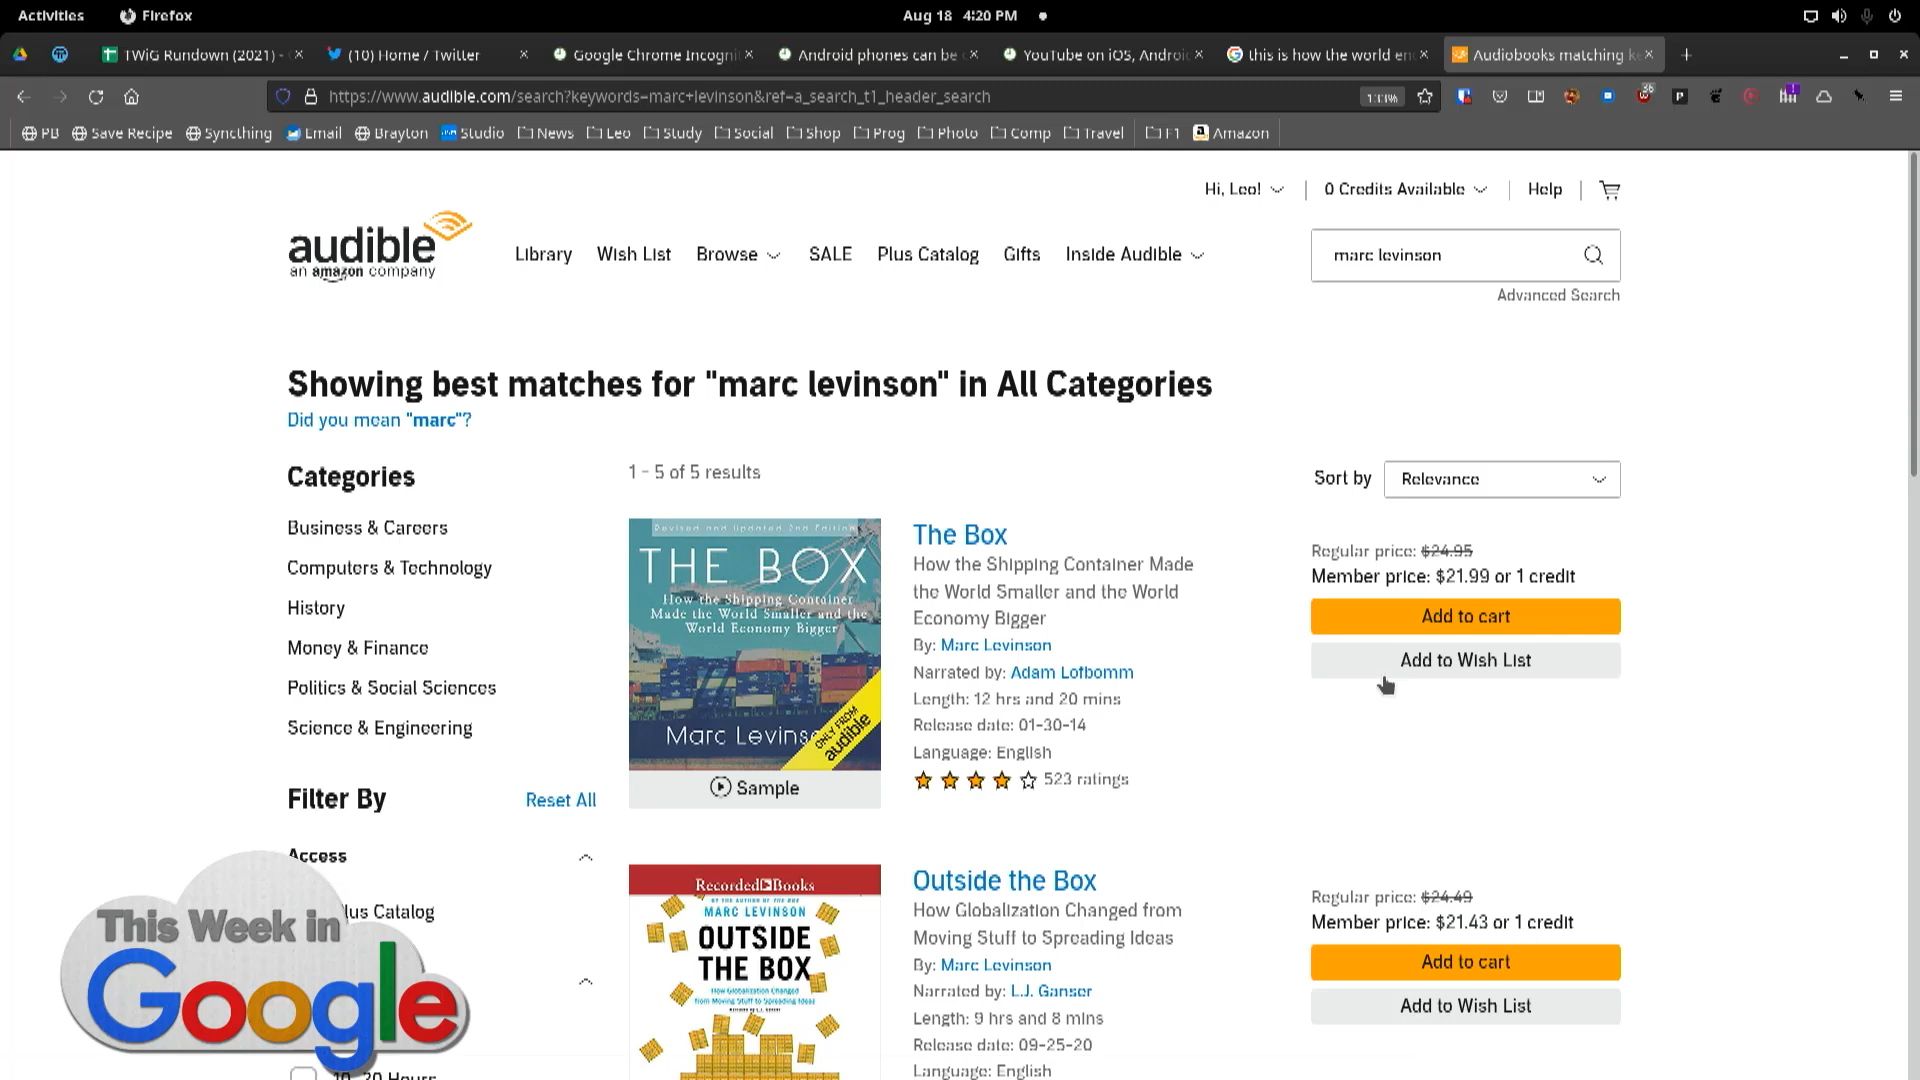 Activities Firefox Aug 18 4:20 PM
TWiG Rundown (2021) - (10) Home / Twitter Google Chrome Incogni Android phones can be YouTube on iOS, Androi this is how the world en Audiobooks matching k
https://www.audible.com/search?keywords=marc+levinson&ref=a_search_t1_header_search 133% 36
PB Save Recipe Syncthing Email Brayton Studio News Leo Study Social Shop Prog Photo Comp Travel F1 Amazon
Hi, Leo! 0 Credits Available Help
audible
an amazon company
Library Wish List Browse SALE Plus Catalog Gifts Inside Audible
marc levinson
Advanced Search
Showing best matches for "marc levinson" in All Categories
Did you mean "marc"?
Categories
Business & Careers
Computers & Technology
History
Money & Finance
Politics & Social Sciences
Science & Engineering
Filter By Reset All
Access
lus Catalog
10 - 20 Hours
This Week in
Google
1 - 5 of 5 results
Sort by Relevance
Revised and Updated 2nd Edition
THE BOX
How the Shipping Container
Made the World Smaller and the
World Economy Bigger
Marc Levins
ONLY FROM
audible
Sample
The Box
How the Shipping Container Made
the World Smaller and the World
Economy Bigger
By: Marc Levinson
Narrated by: Adam Lofbomm
Length: 12 hrs and 20 mins
Release date: 01-30-14
Language: English
523 ratings
Regular price: $24.95
Member price: $21.99 or 1 credit
Add to cart
Add to Wish List
Recorded Books
BY THE AUTHOR OF THE BOX
MARC LEVINSON
OUTSIDE
THE BOX
How Globalization Changed
from Moving Stuff to Spreading Ideas
Outside the Box
How Globalization Changed from
Moving Stuff to Spreading Ideas
By: Marc Levinson
Narrated by: L.J. Ganser
Length: 9 hrs and 8 mins
Release date: 09-25-20
Language: English
Regular price: $24.49
Member price: $21.43 or 1 credit
Add to cart
Add to Wish List